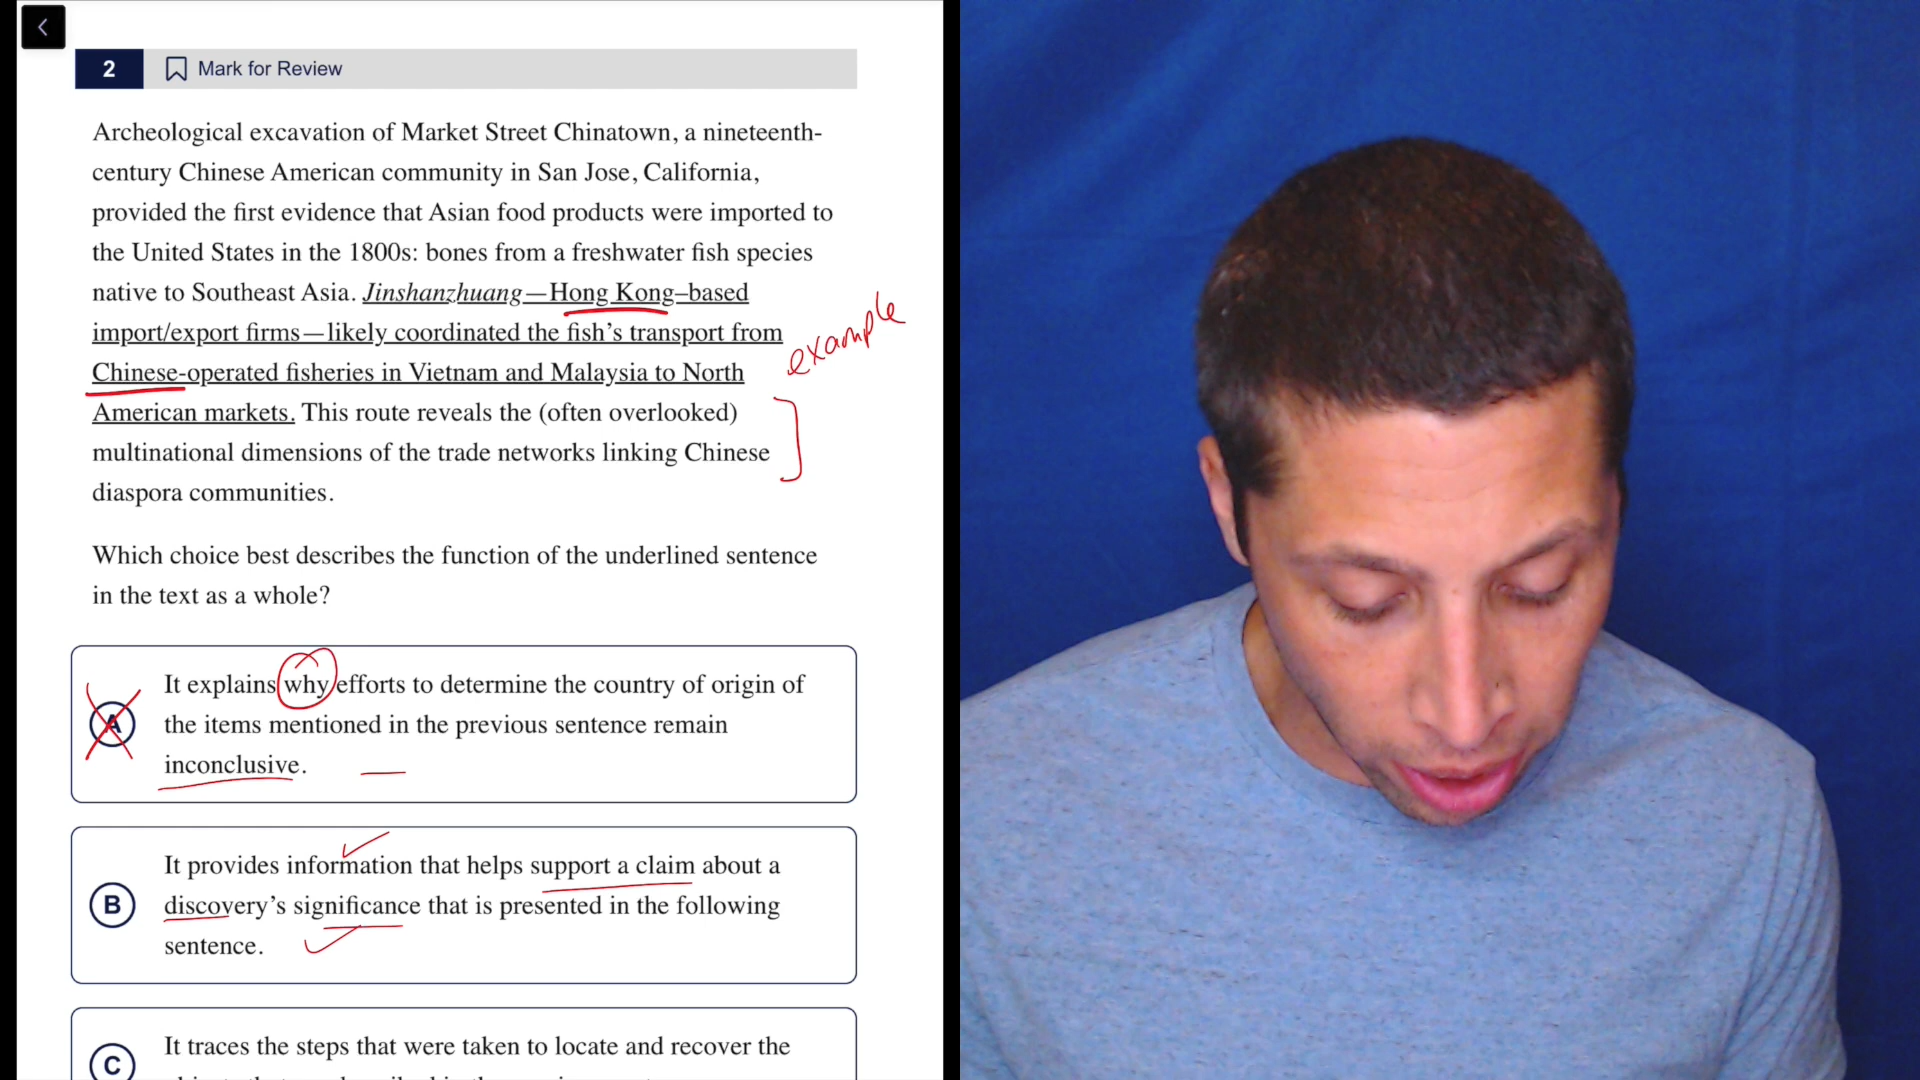 2 Mark for Review
Archeological excavation of Market Street Chinatown, a nineteenth-
century Chinese American community in San Jose, California,
provided the first evidence that Asian food products were imported to
the United States in the 1800s: bones from a freshwater fish species
native to Southeast Asia. Jinshanzhuang—Hong Kong–based
import/export firms—likely coordinated the fish's transport from
Chinese-operated fisheries in Vietnam and Malaysia to North
American markets. This route reveals the (often overlooked)
multinational dimensions of the trade networks linking Chinese
diaspora communities.
example
Which choice best describes the function of the underlined sentence
in the text as a whole?
A
It explains why efforts to determine the country of origin of
the items mentioned in the previous sentence remain
inconclusive.
B
It provides information that helps support a claim about a
discovery's significance that is presented in the following
sentence.
C
It traces the steps that were taken to locate and recover the